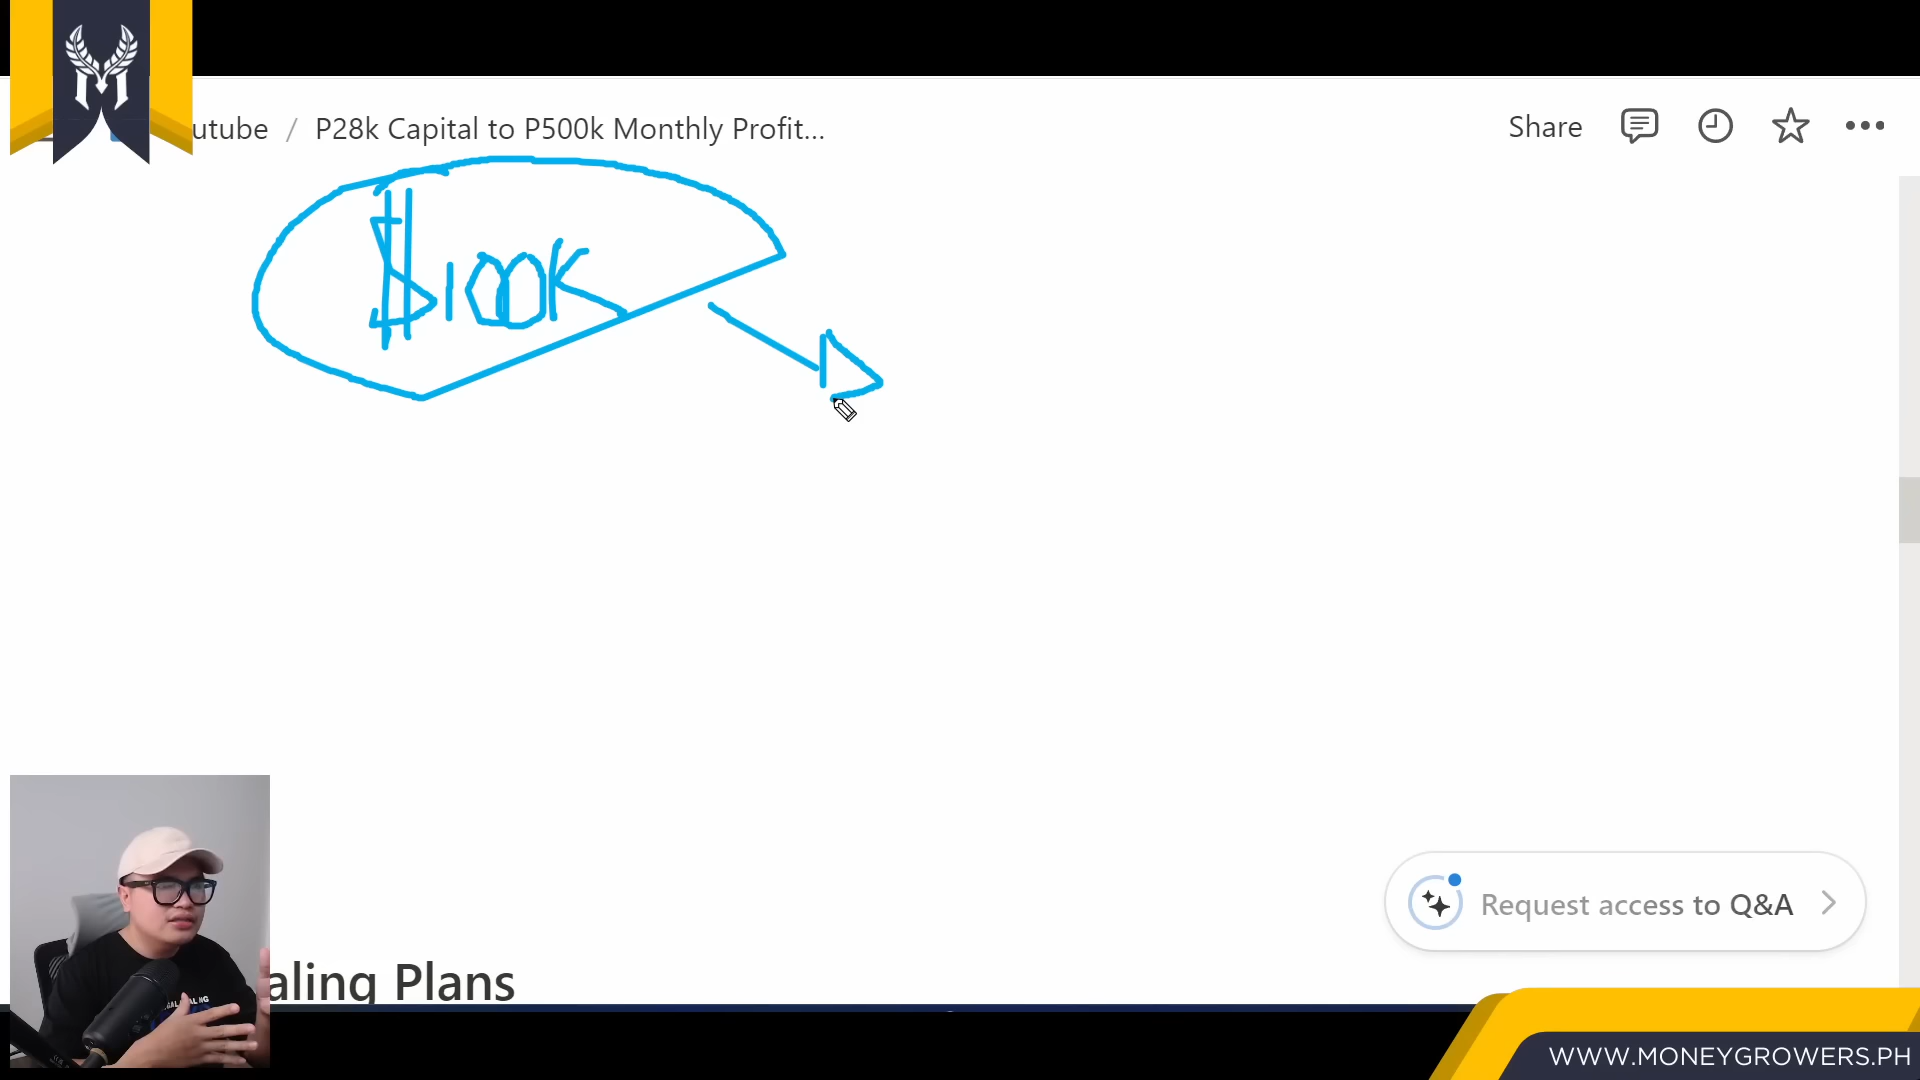 utube / P28k Capital to P500k Monthly Profit...
Share
$100K
Request access to Q&A
aling Plans
WWW.MONEYGROWERS.PH